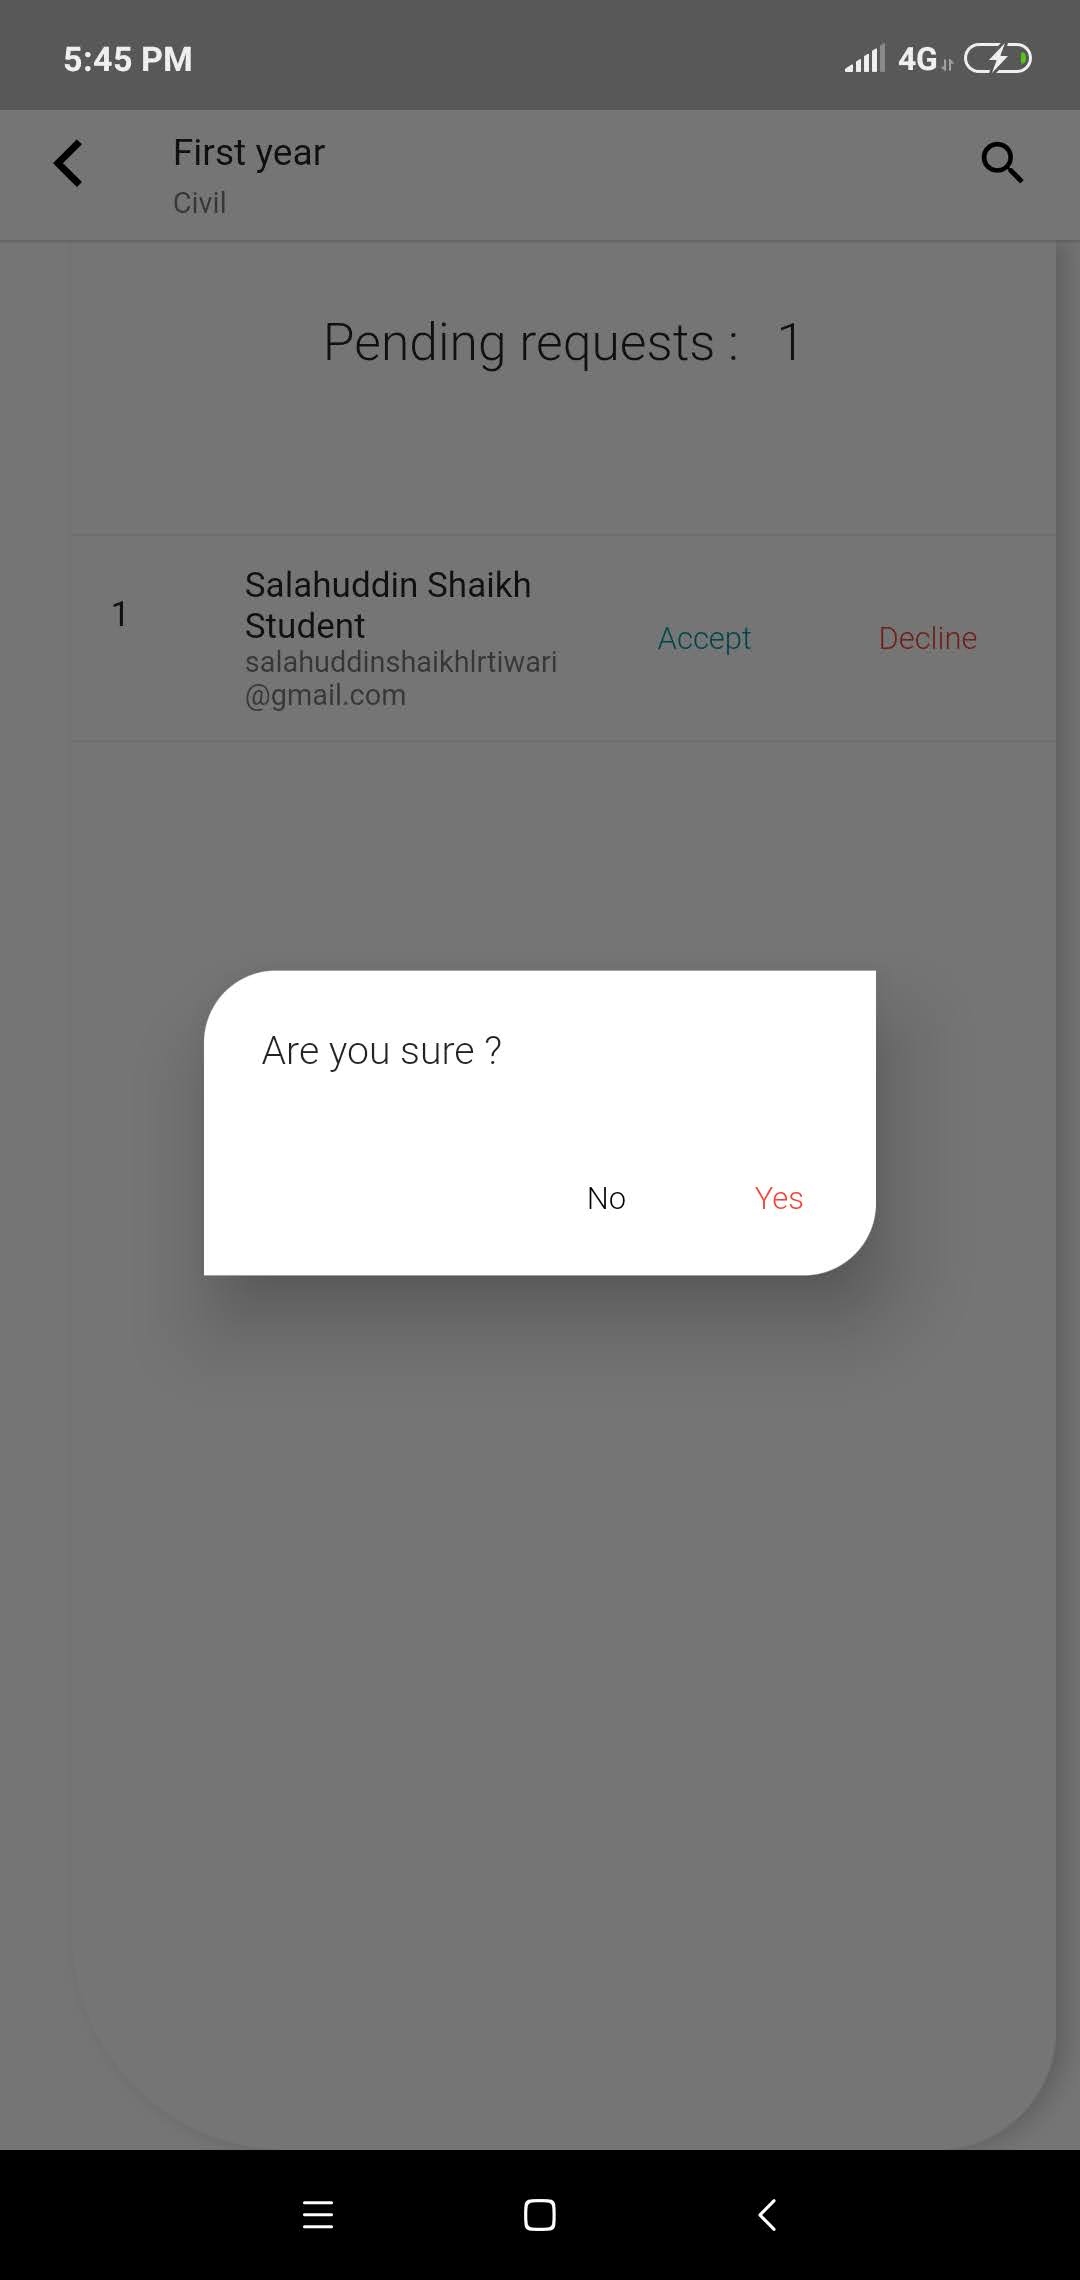 5:45 PM
4G
First year
Civil
Pending requests : 1
1
Salahuddin Shaikh
Student
salahuddinshaikhlrtiwari
@gmail.com
Accept
Decline
Are you sure ?
No
Yes